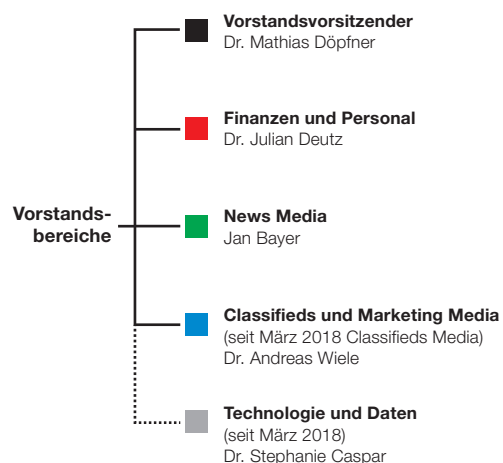 Vorstandsvorsitzender
Dr. Mathias Döpfner
Finanzen und Personal
Dr. Julian Deutz
Vorstands-
bereiche
News Media
Jan Bayer
Classifieds und Marketing Media
(seit März 2018 Classifieds Media)
Dr. Andreas Wiele
Technologie und Daten
(seit März 2018)
Dr. Stephanie Caspar